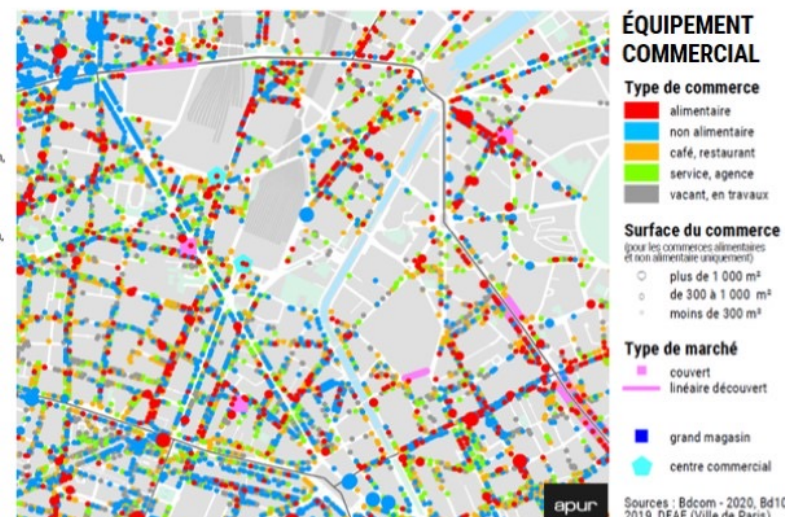 ÉQUIPEMENT
COMMERCIAL
Type de commerce
alimentaire
non alimentaire
café, restaurant
service, agence
vacant, en travaux
Surface du commerce
(pour les commerces alimentaires
et non alimentaire uniquement)
plus de 1 000 m²
de 300 à 1 000 m²
moins de 300 m²
Type de marché
couvert
linéaire découvert
grand magasin
centre commercial
apur
Sources : Bdcom - 2020, Bd10
2019, DFAE (Ville de Paris)